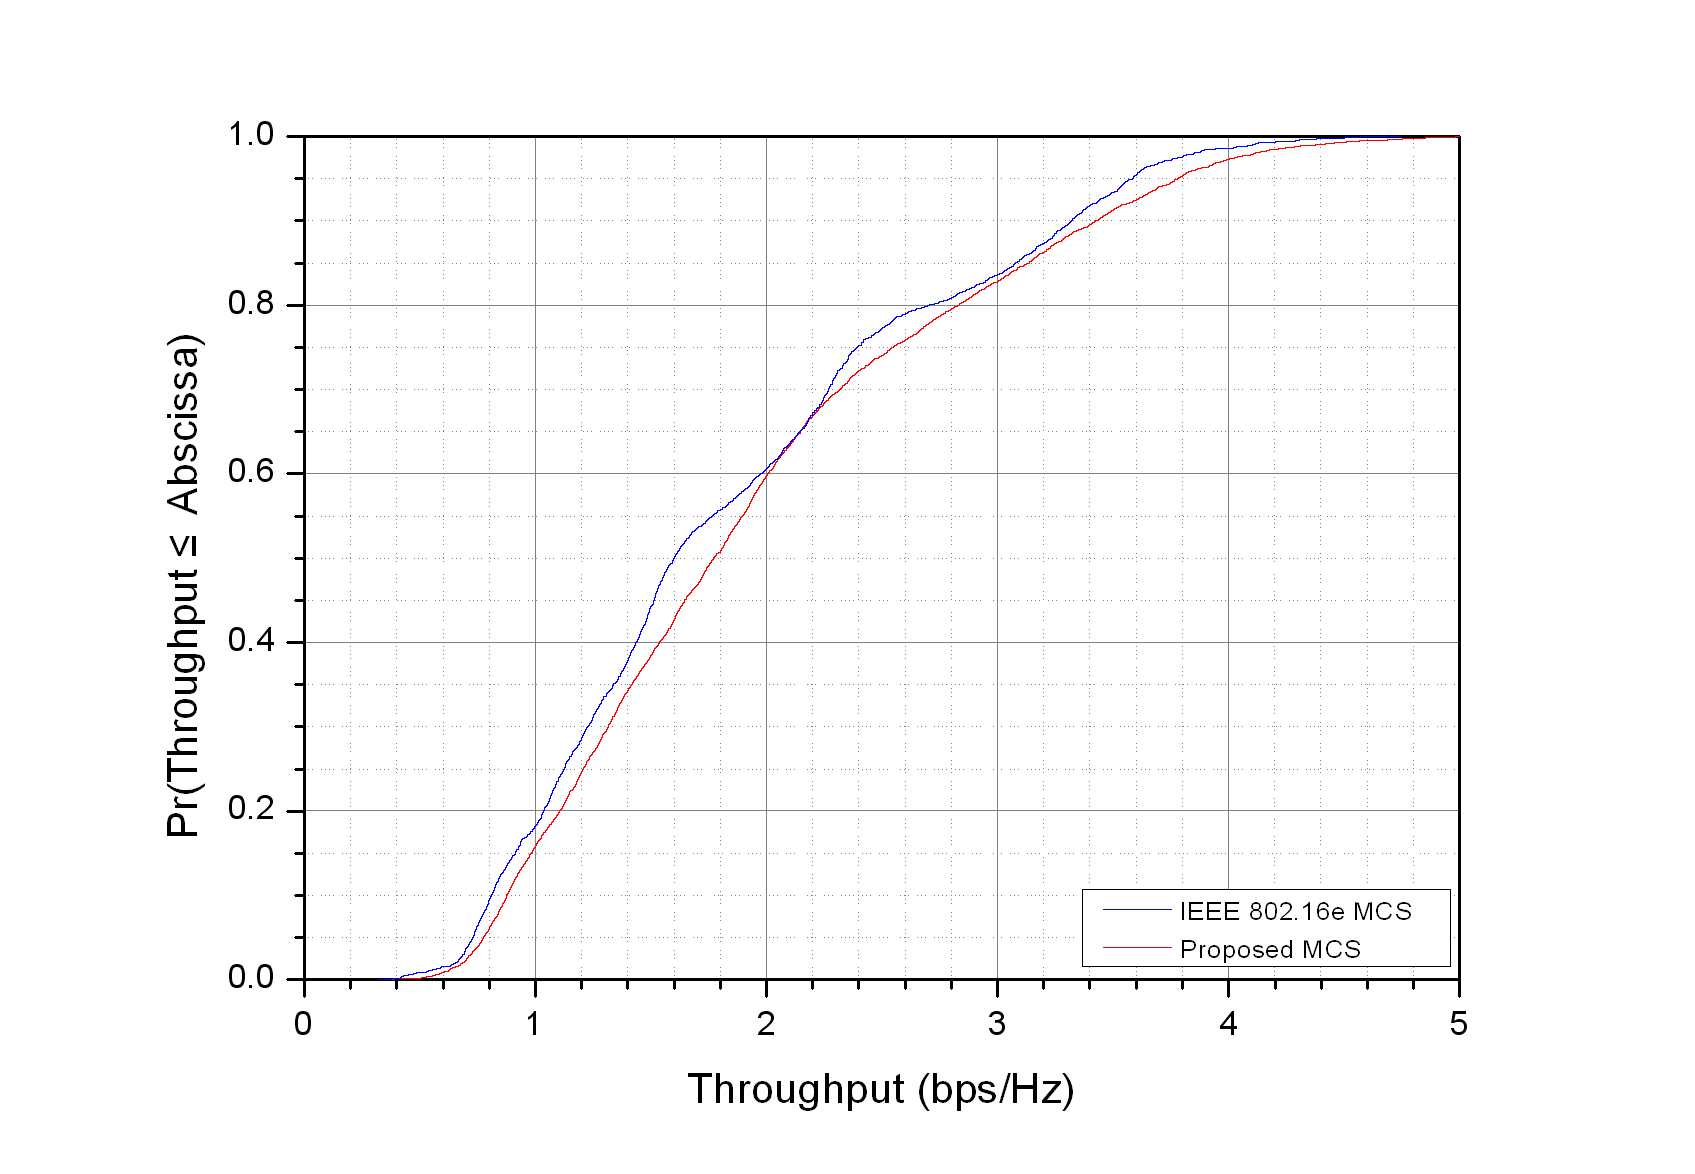 1.0
0.8
0.6
0.4
0.2
0.0
Pr(Throughput ≤ Abscissa)
IEEE 802.16e MCS
Proposed MCS
0 1 2 3 4 5
Throughput (bps/Hz)